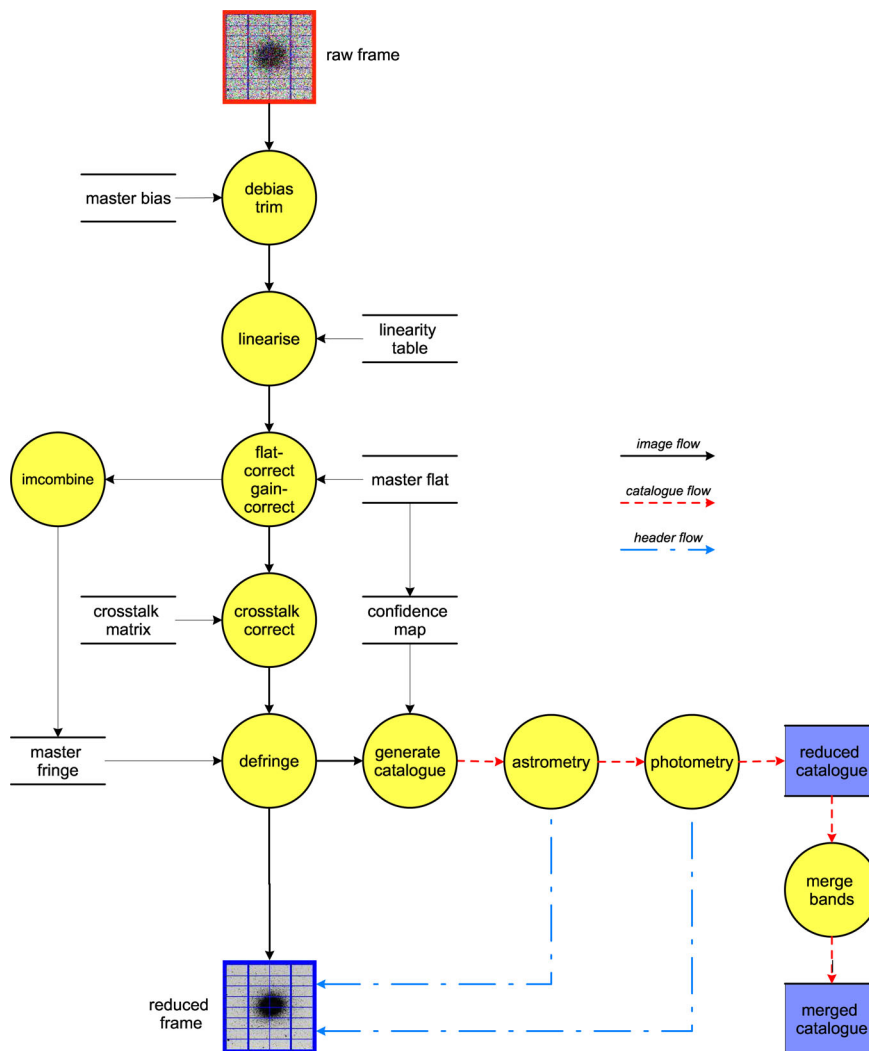 raw frame
master bias
debias
trim
linearise
linearity
table
imcombine
flat-
correct
gain-
correct
master flat
image flow
catalogue flow
header flow
crosstalk
matrix
crosstalk
correct
confidence
map
master
fringe
defringe
generate
catalogue
astrometry
photometry
reduced
catalogue
merge
bands
reduced
frame
merged
catalogue